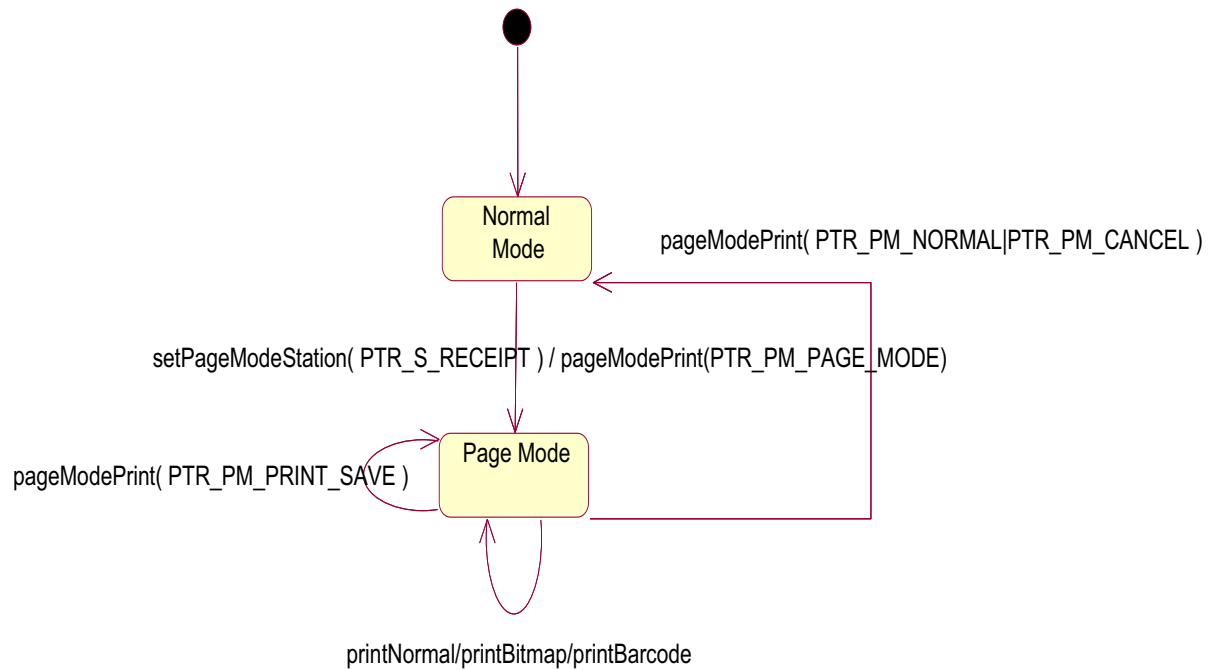 Normal
Mode
pageModePrint( PTR_PM_NORMAL|PTR_PM_CANCEL )
setPageModeStation( PTR_S_RECEIPT ) / pageModePrint(PTR_PM_PAGE_MODE)
Page Mode
pageModePrint( PTR_PM_PRINT_SAVE )
printNormal/printBitmap/printBarcode